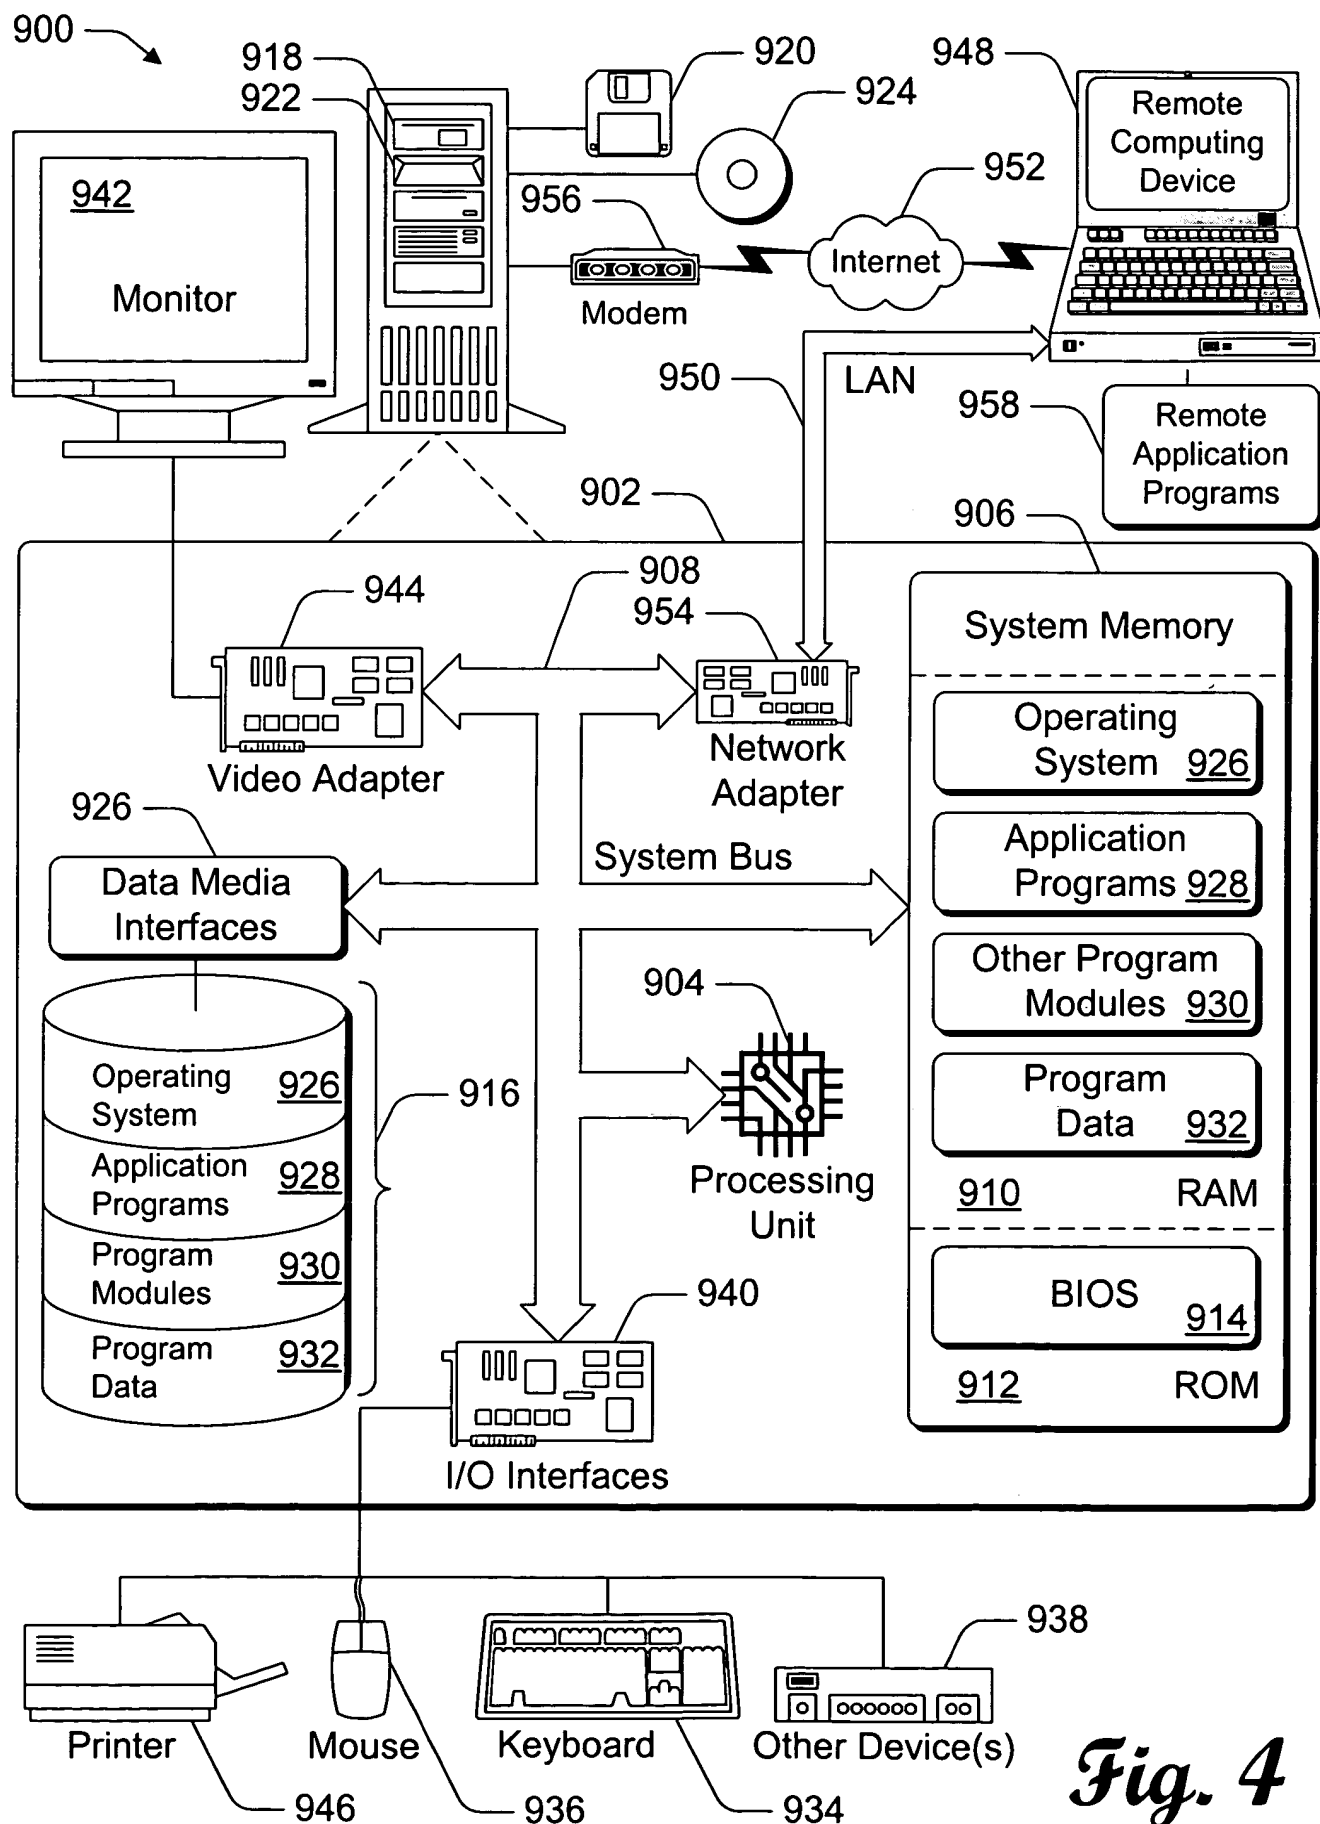 900
918
922
920
924
948
Remote
Computing
Device
942
Monitor
956
Modem
952
Internet
950
LAN
958
Remote
Application
Programs
902
906
908
944
954
Video Adapter
Network
Adapter
System Memory
Operating
System 926
Application
Programs 928
Other Program
Modules 930
Program
Data 932
910 RAM
BIOS
914
912 ROM
926
Data Media
Interfaces
System Bus
904
Processing
Unit
Operating
System 926
Application
Programs 928
Program
Modules 930
Program
Data 932
916
940
I/O Interfaces
938
Printer
Mouse
Keyboard
Other Device(s)
946
936
934
Fig. 4